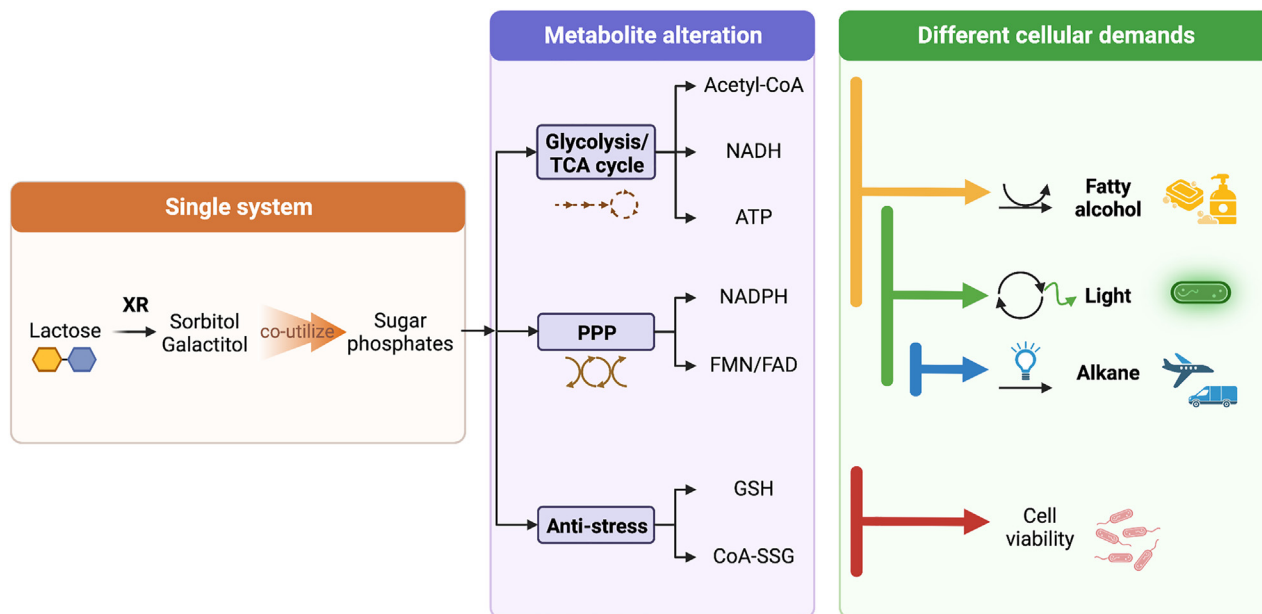 Single system
Lactose
XR
Sorbitol
Galactitol
co-utilize
Sugar
phosphates
Metabolite alteration
Glycolysis/
TCA cycle
Acetyl-CoA
NADH
ATP
PPP
NADPH
FMN/FAD
Anti-stress
GSH
CoA-SSG
Different cellular demands
Fatty
alcohol
Light
Alkane
Cell
viability